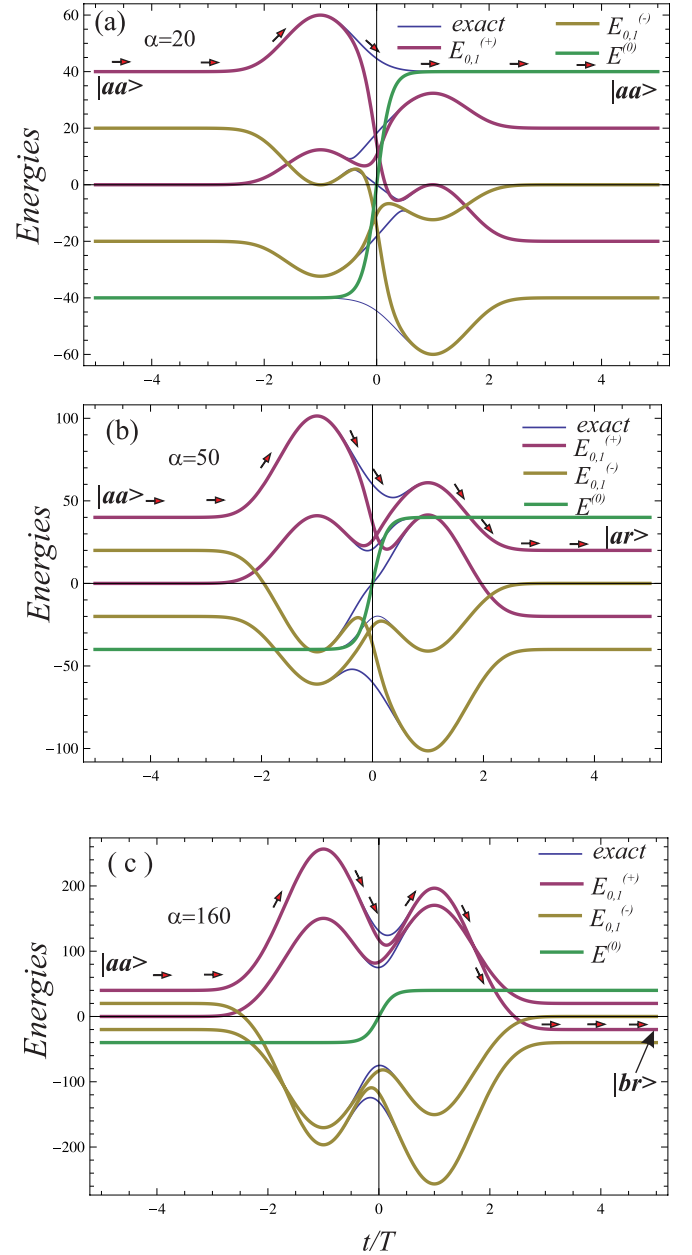 (a)
α=20
exact
E0,1(+)
E0,1(-)
E(0)
|aa>
|aa>
Energies
60
40
20
0
-20
-40
-60
-4
-2
0
2
4
(b)
α=50
exact
E0,1(+)
E0,1(-)
E(0)
|aa>
|ar>
Energies
100
50
0
-50
-100
-4
-2
0
2
4
( c )
α=160
exact
E0,1(+)
E0,1(-)
E(0)
|aa>
|br>
Energies
200
100
0
-100
-200
-4
-2
0
2
4
t/T